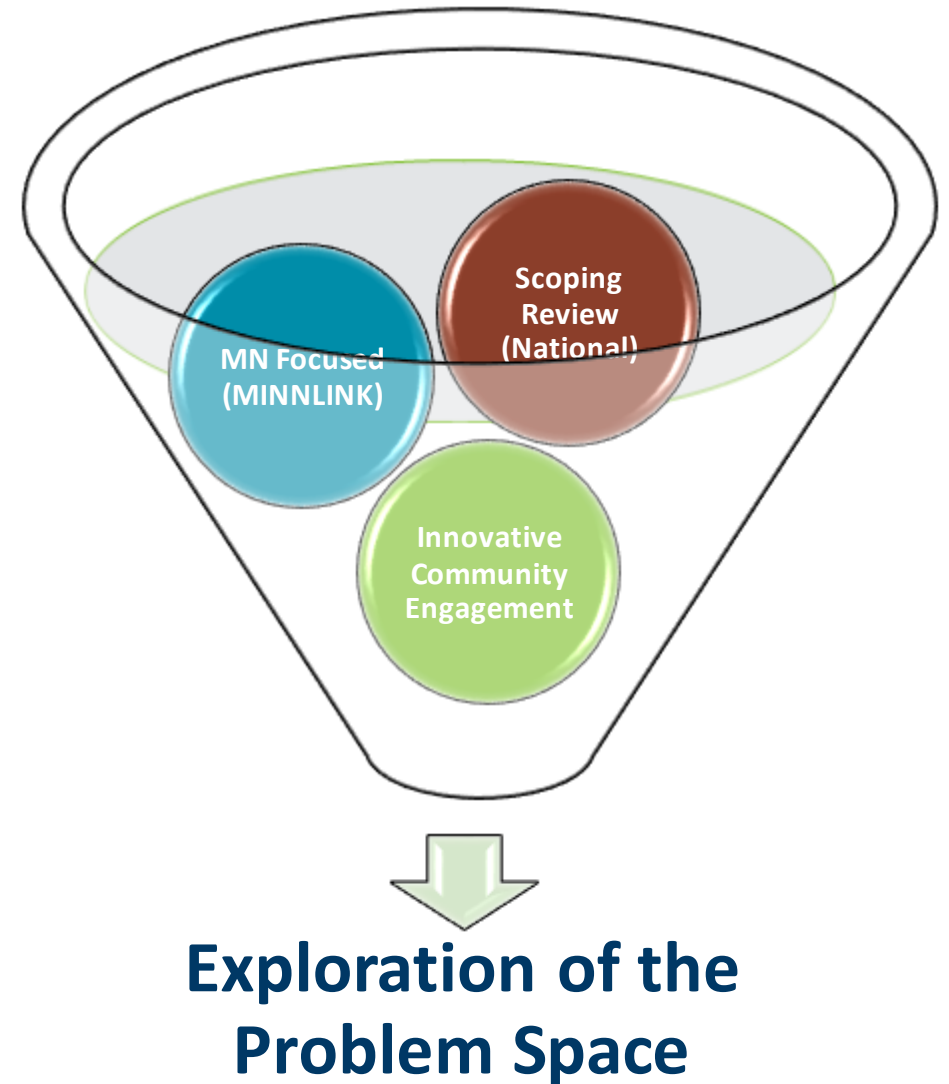 Scoping
Review
(National)
MN Focused
(MINNLINK)
Innovative
Community
Engagement
Exploration of the
Problem Space